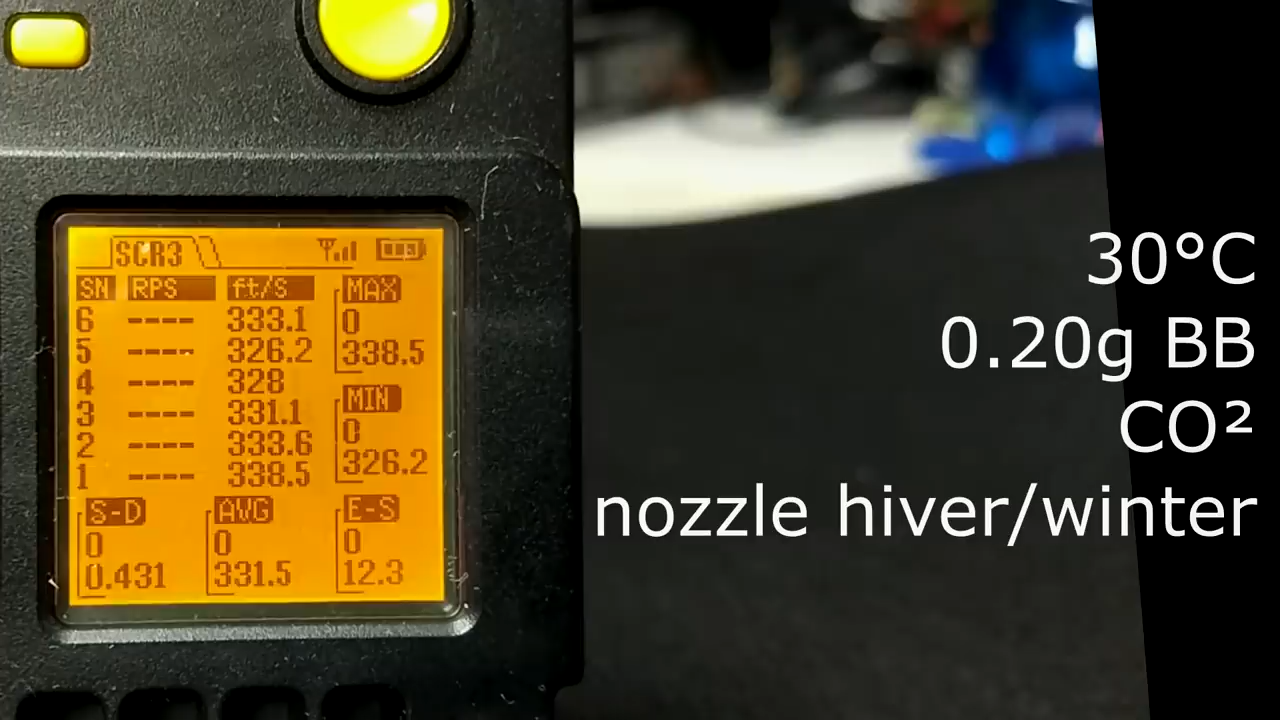 SCR3
SN RPS ft/S
6 ---- 333.1
5 ---- 326.2
4 ---- 328
3 ---- 331.1
2 ---- 333.6
1 ---- 338.5
MAX
0
338.5
MIN
0
326.2
S-D
0
0.431
AWG
0
331.5
E-S
0
12.3
30°C
0.20g BB
CO²
nozzle hiver/winter